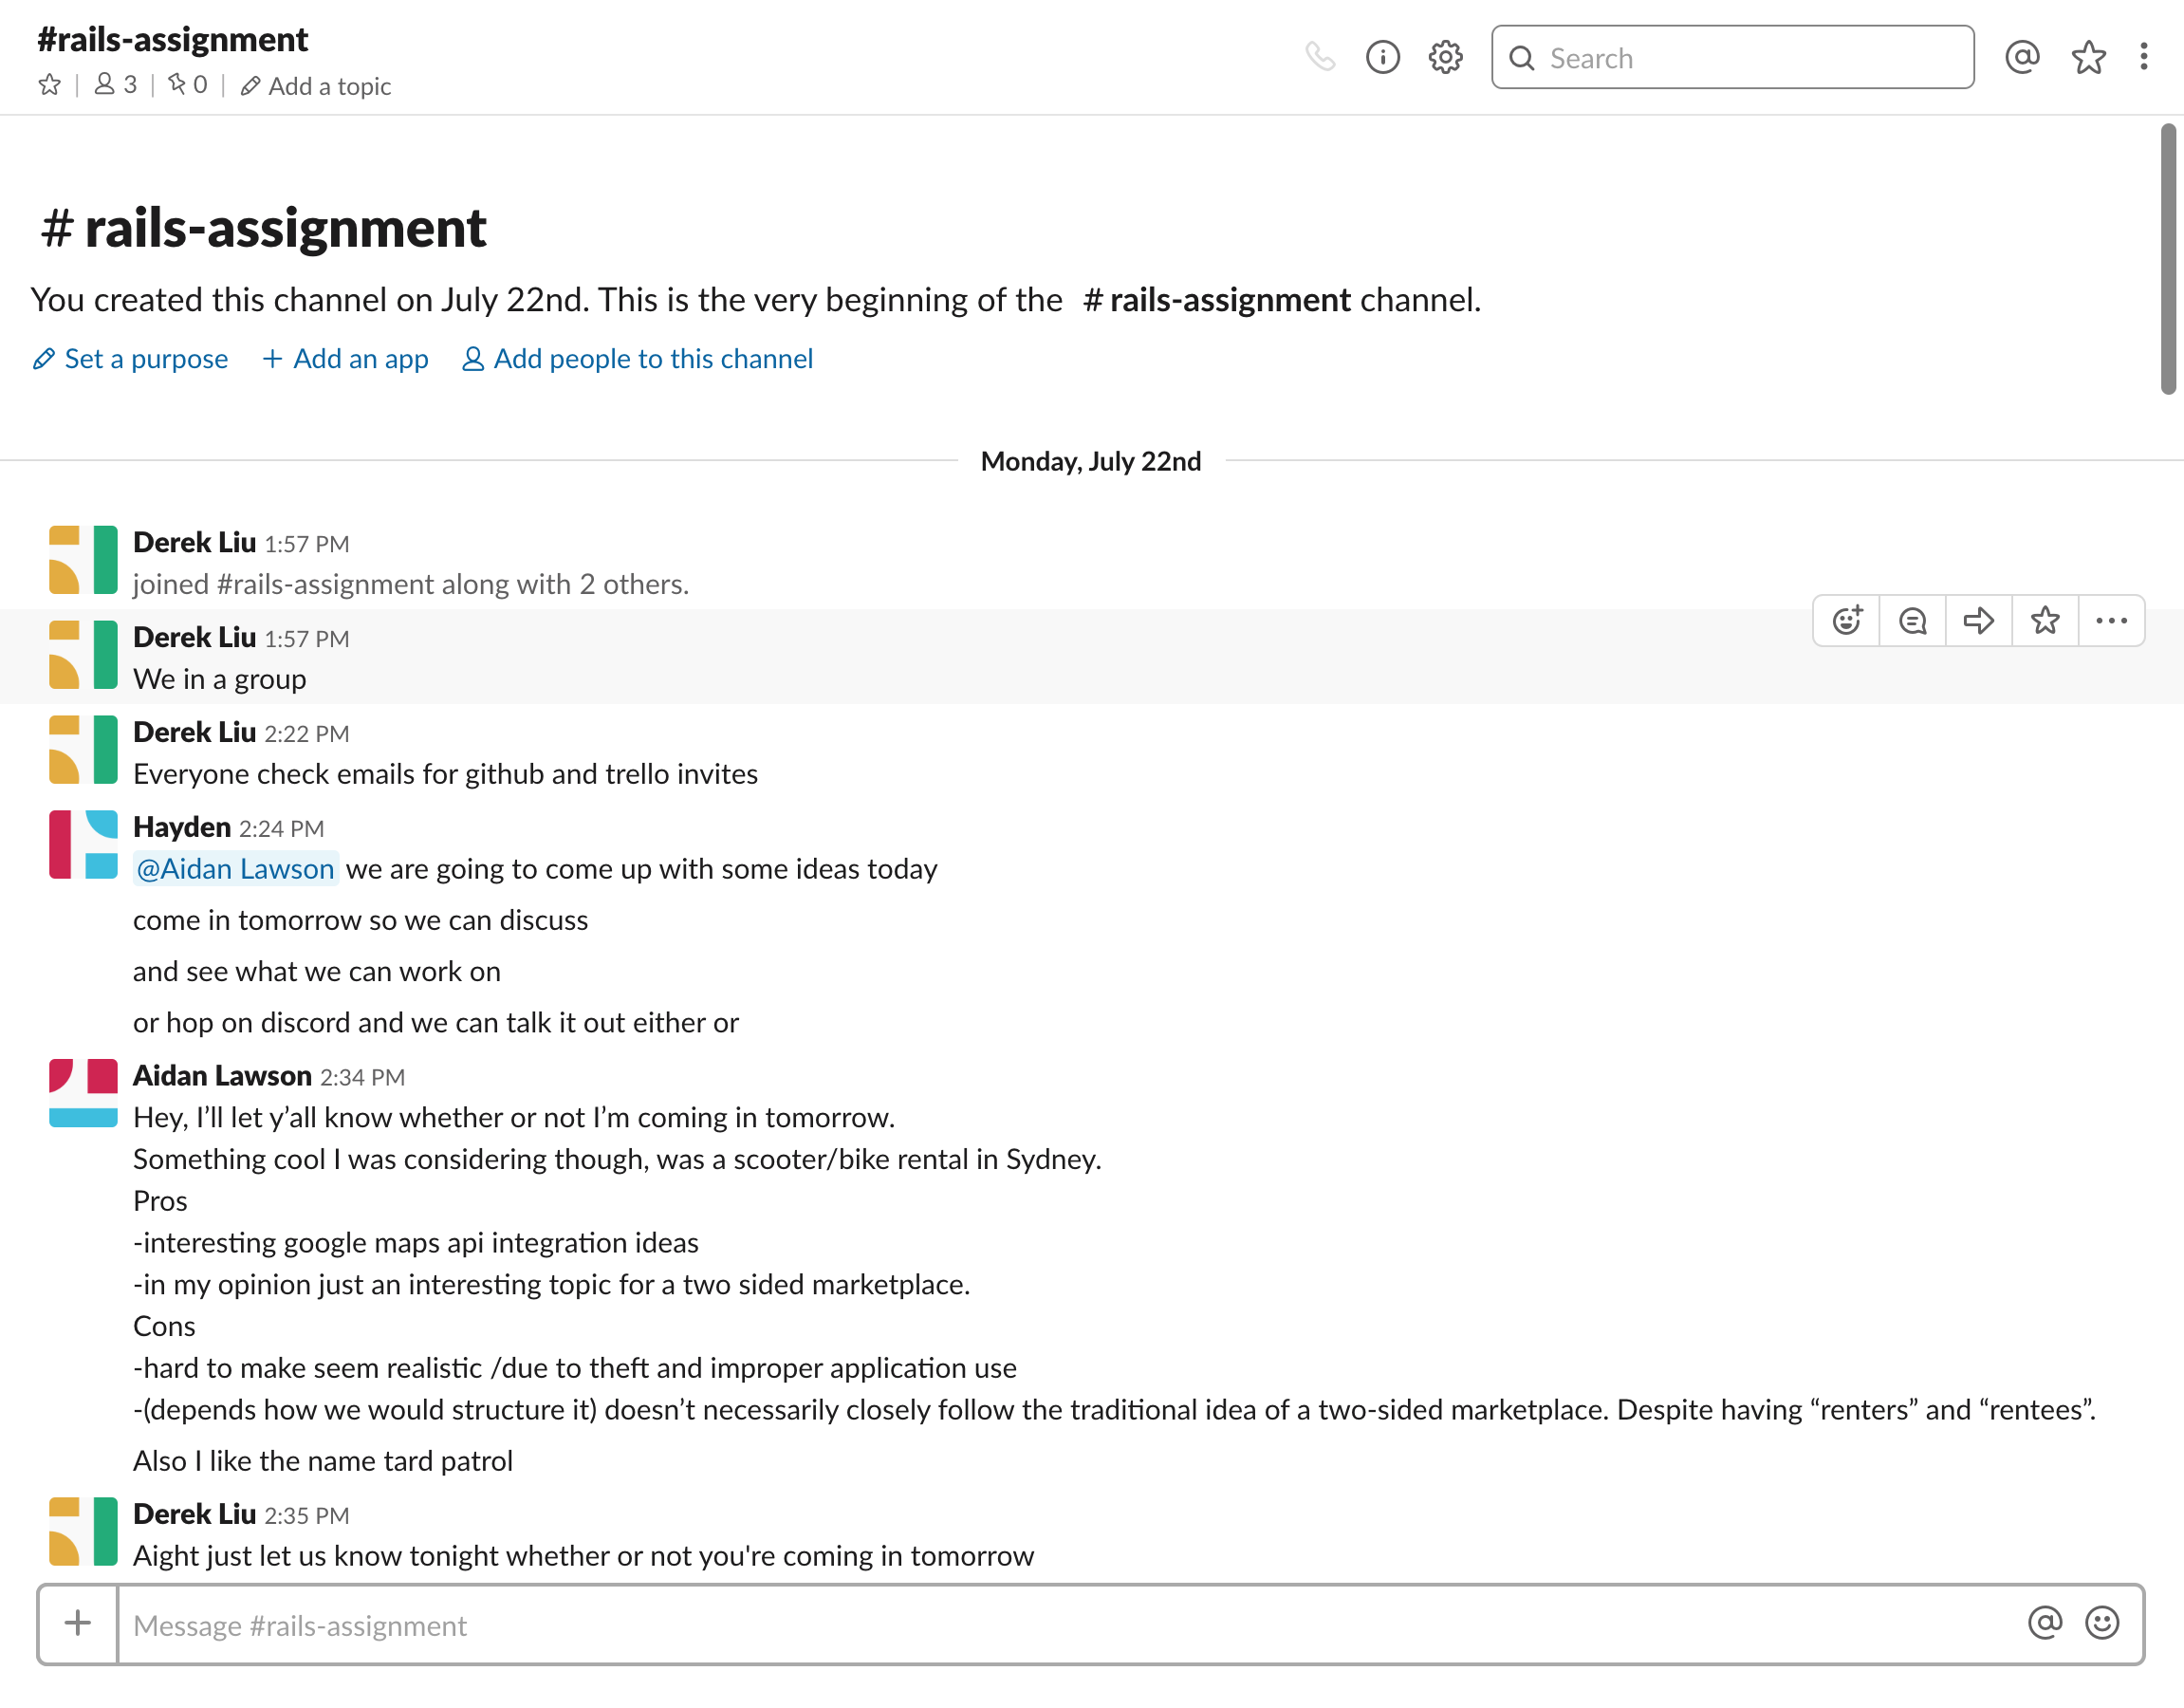 #rails-assignment
3 | 0 | Add a topic
Search
# rails-assignment
You created this channel on July 22nd. This is the very beginning of the # rails-assignment channel.
Set a purpose + Add an app Add people to this channel
Monday, July 22nd
Derek Liu 1:57 PM
joined #rails-assignment along with 2 others.
Derek Liu 1:57 PM
We in a group
Derek Liu 2:22 PM
Everyone check emails for github and trello invites
Hayden 2:24 PM
@Aidan Lawson we are going to come up with some ideas today
come in tomorrow so we can discuss
and see what we can work on
or hop on discord and we can talk it out either or
Aidan Lawson 2:34 PM
Hey, I’ll let y’all know whether or not I’m coming in tomorrow.
Something cool I was considering though, was a scooter/bike rental in Sydney.
Pros
-interesting google maps api integration ideas
-in my opinion just an interesting topic for a two sided marketplace.
Cons
-hard to make seem realistic /due to theft and improper application use
-(depends how we would structure it) doesn’t necessarily closely follow the traditional idea of a two-sided marketplace. Despite having “renters” and “rentees”.
Also I like the name tard patrol
Derek Liu 2:35 PM
Aight just let us know tonight whether or not you're coming in tomorrow
Message #rails-assignment